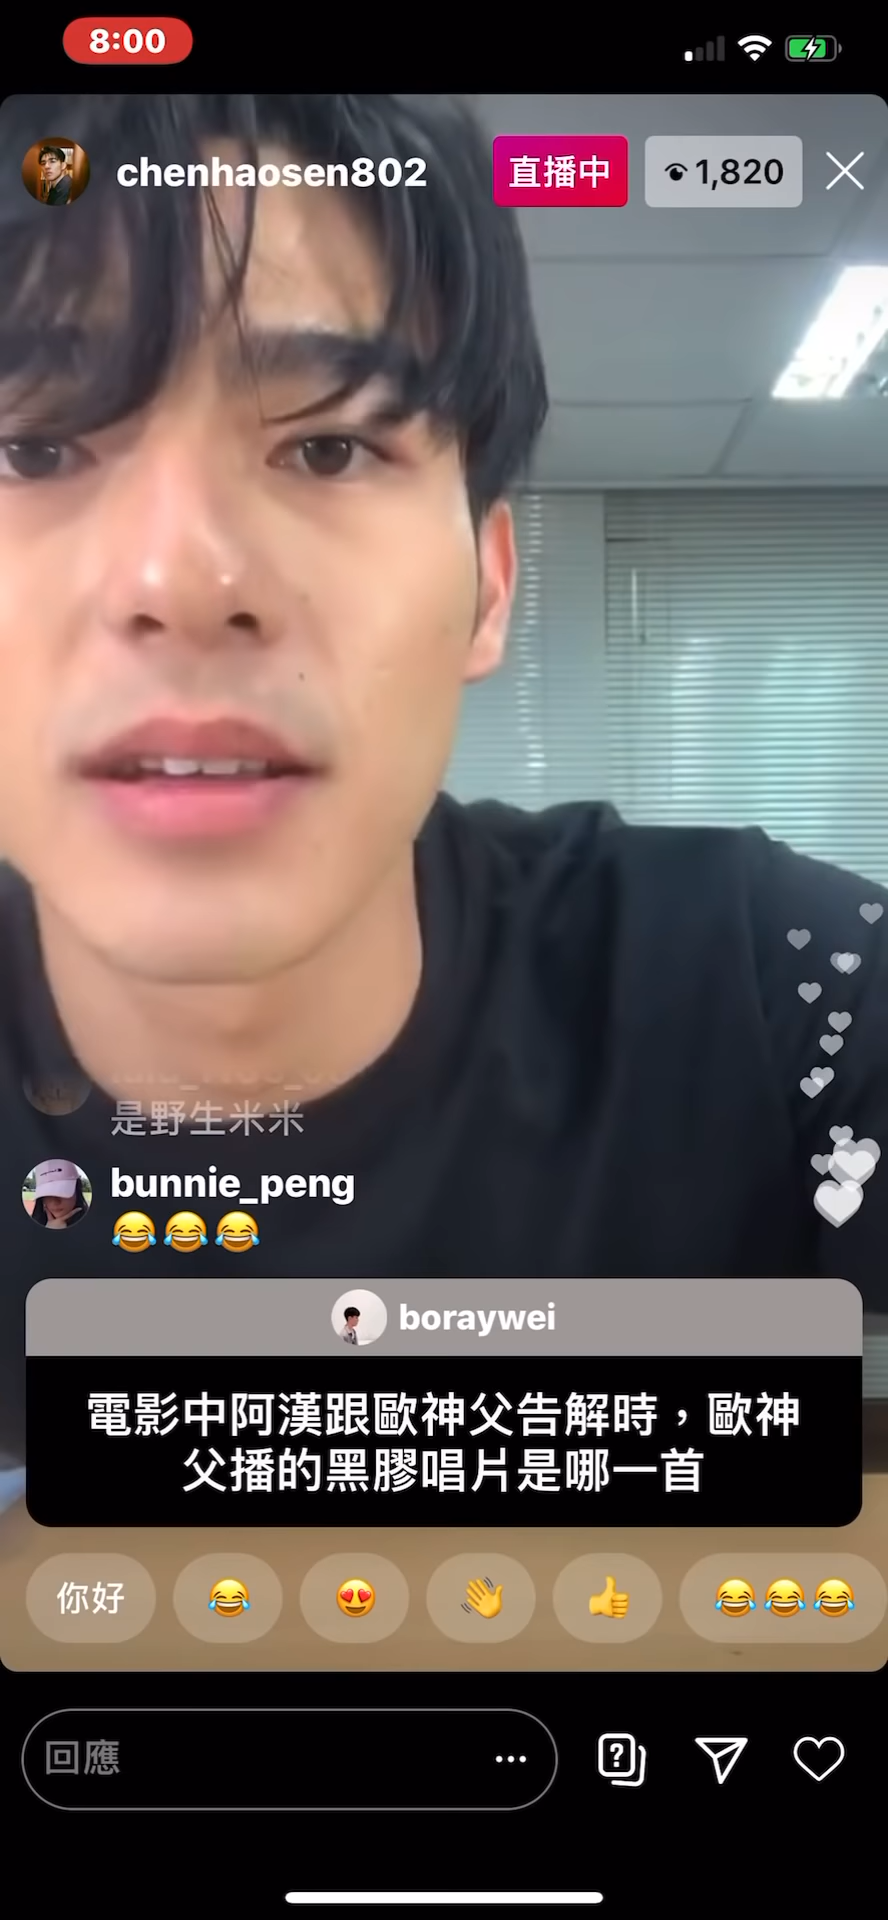 8:00
chenhaosen802 直播中 1,820
是野生米米
bunnie_peng
😂😂😂
boraywei
電影中阿漢跟歐神父告解時，歐神
父播的黑膠唱片是哪一首
你好 😂 😍 👋 👍 😂😂😂
回應 ...